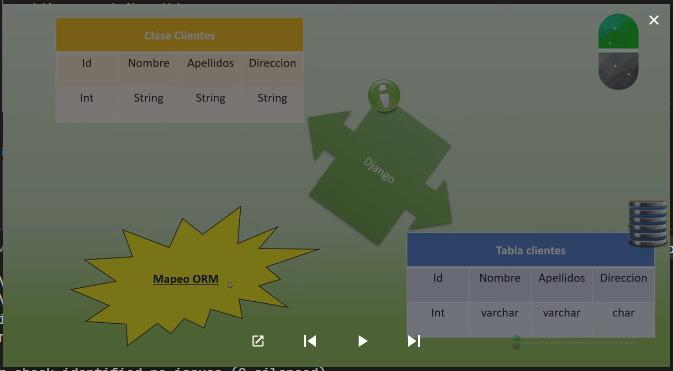 Clase Clientes
Id Nombre Apellidos Direccion
Int String String String
Django
Mapeo ORM
Tabla clientes
Id Nombre Apellidos Direccion
Int varchar varchar char
check identified no issues (0 silenced)